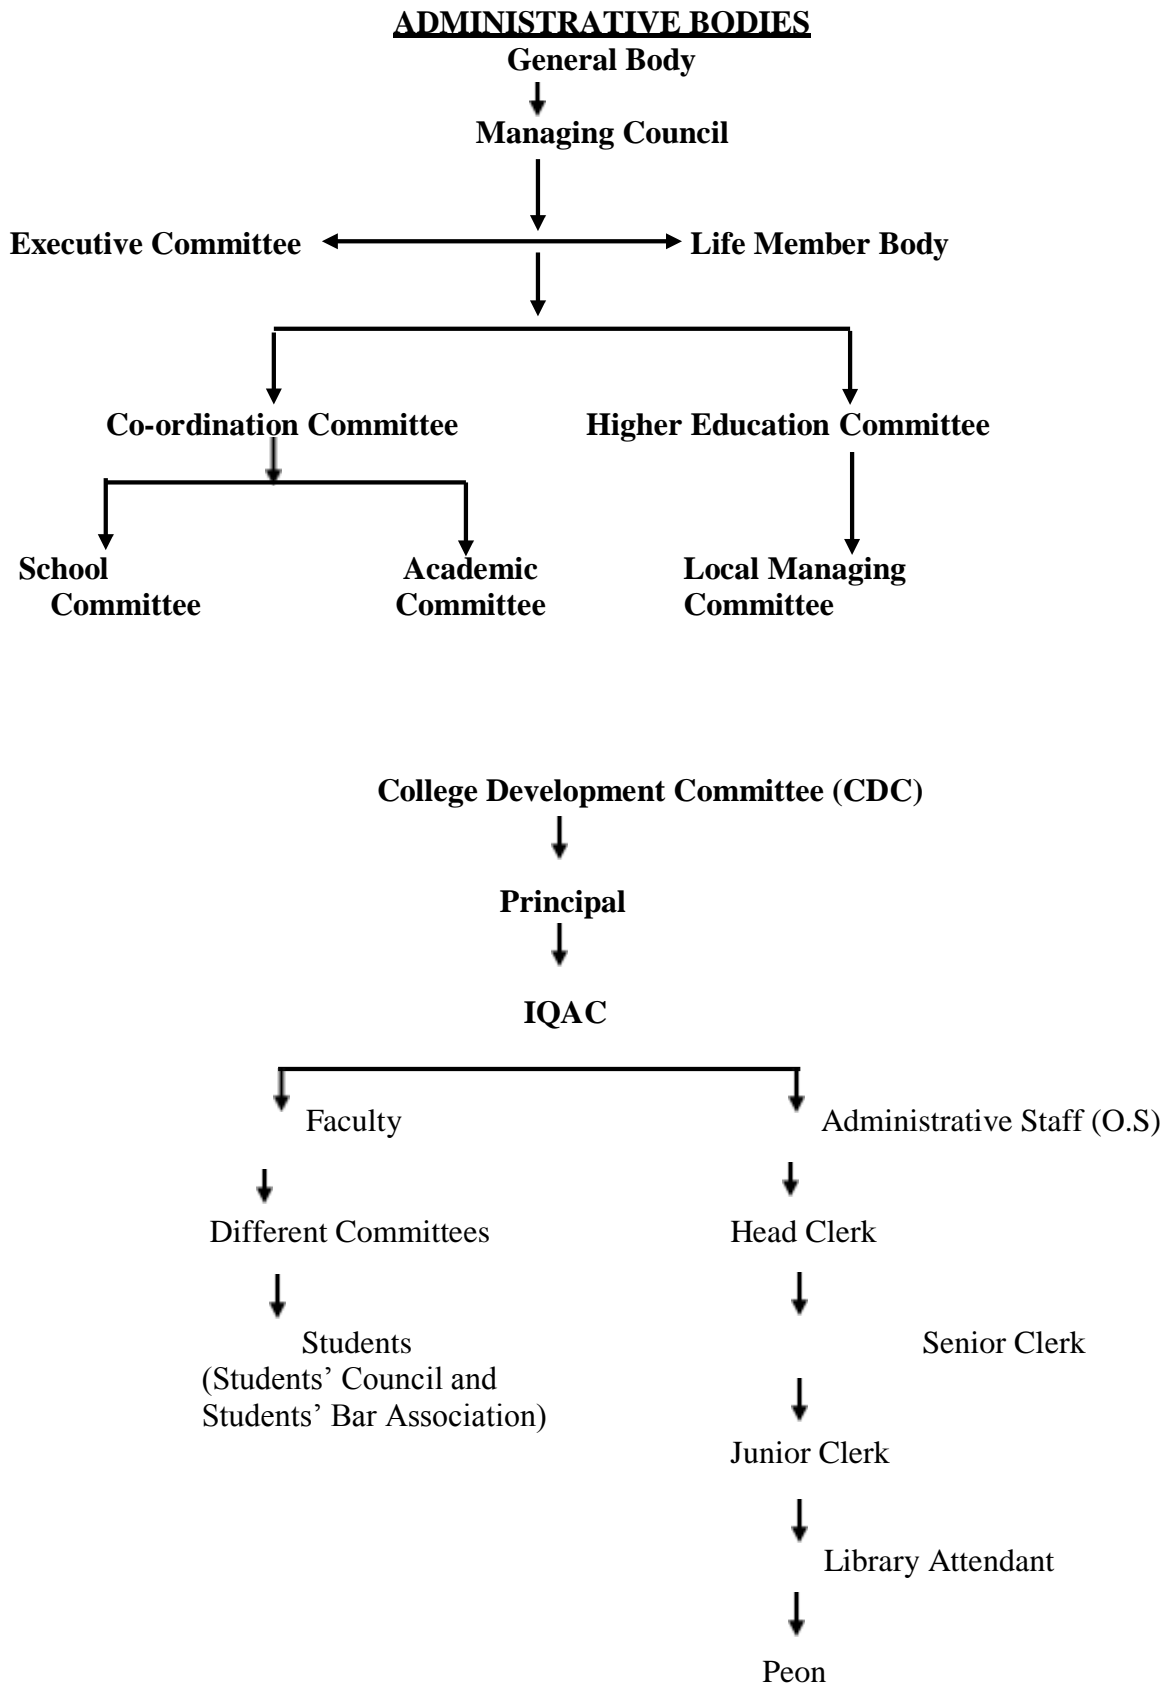 ADMINISTRATIVE BODIES
General Body
Managing Council
Executive Committee
Life Member Body
Co-ordination Committee
Higher Education Committee
School
Committee
Academic
Committee
Local Managing
Committee
College Development Committee (CDC)
Principal
IQAC
Faculty
Administrative Staff (O.S)
Different Committees
Head Clerk
Students
(Students’ Council and
Students’ Bar Association)
Senior Clerk
Junior Clerk
Library Attendant
Peon